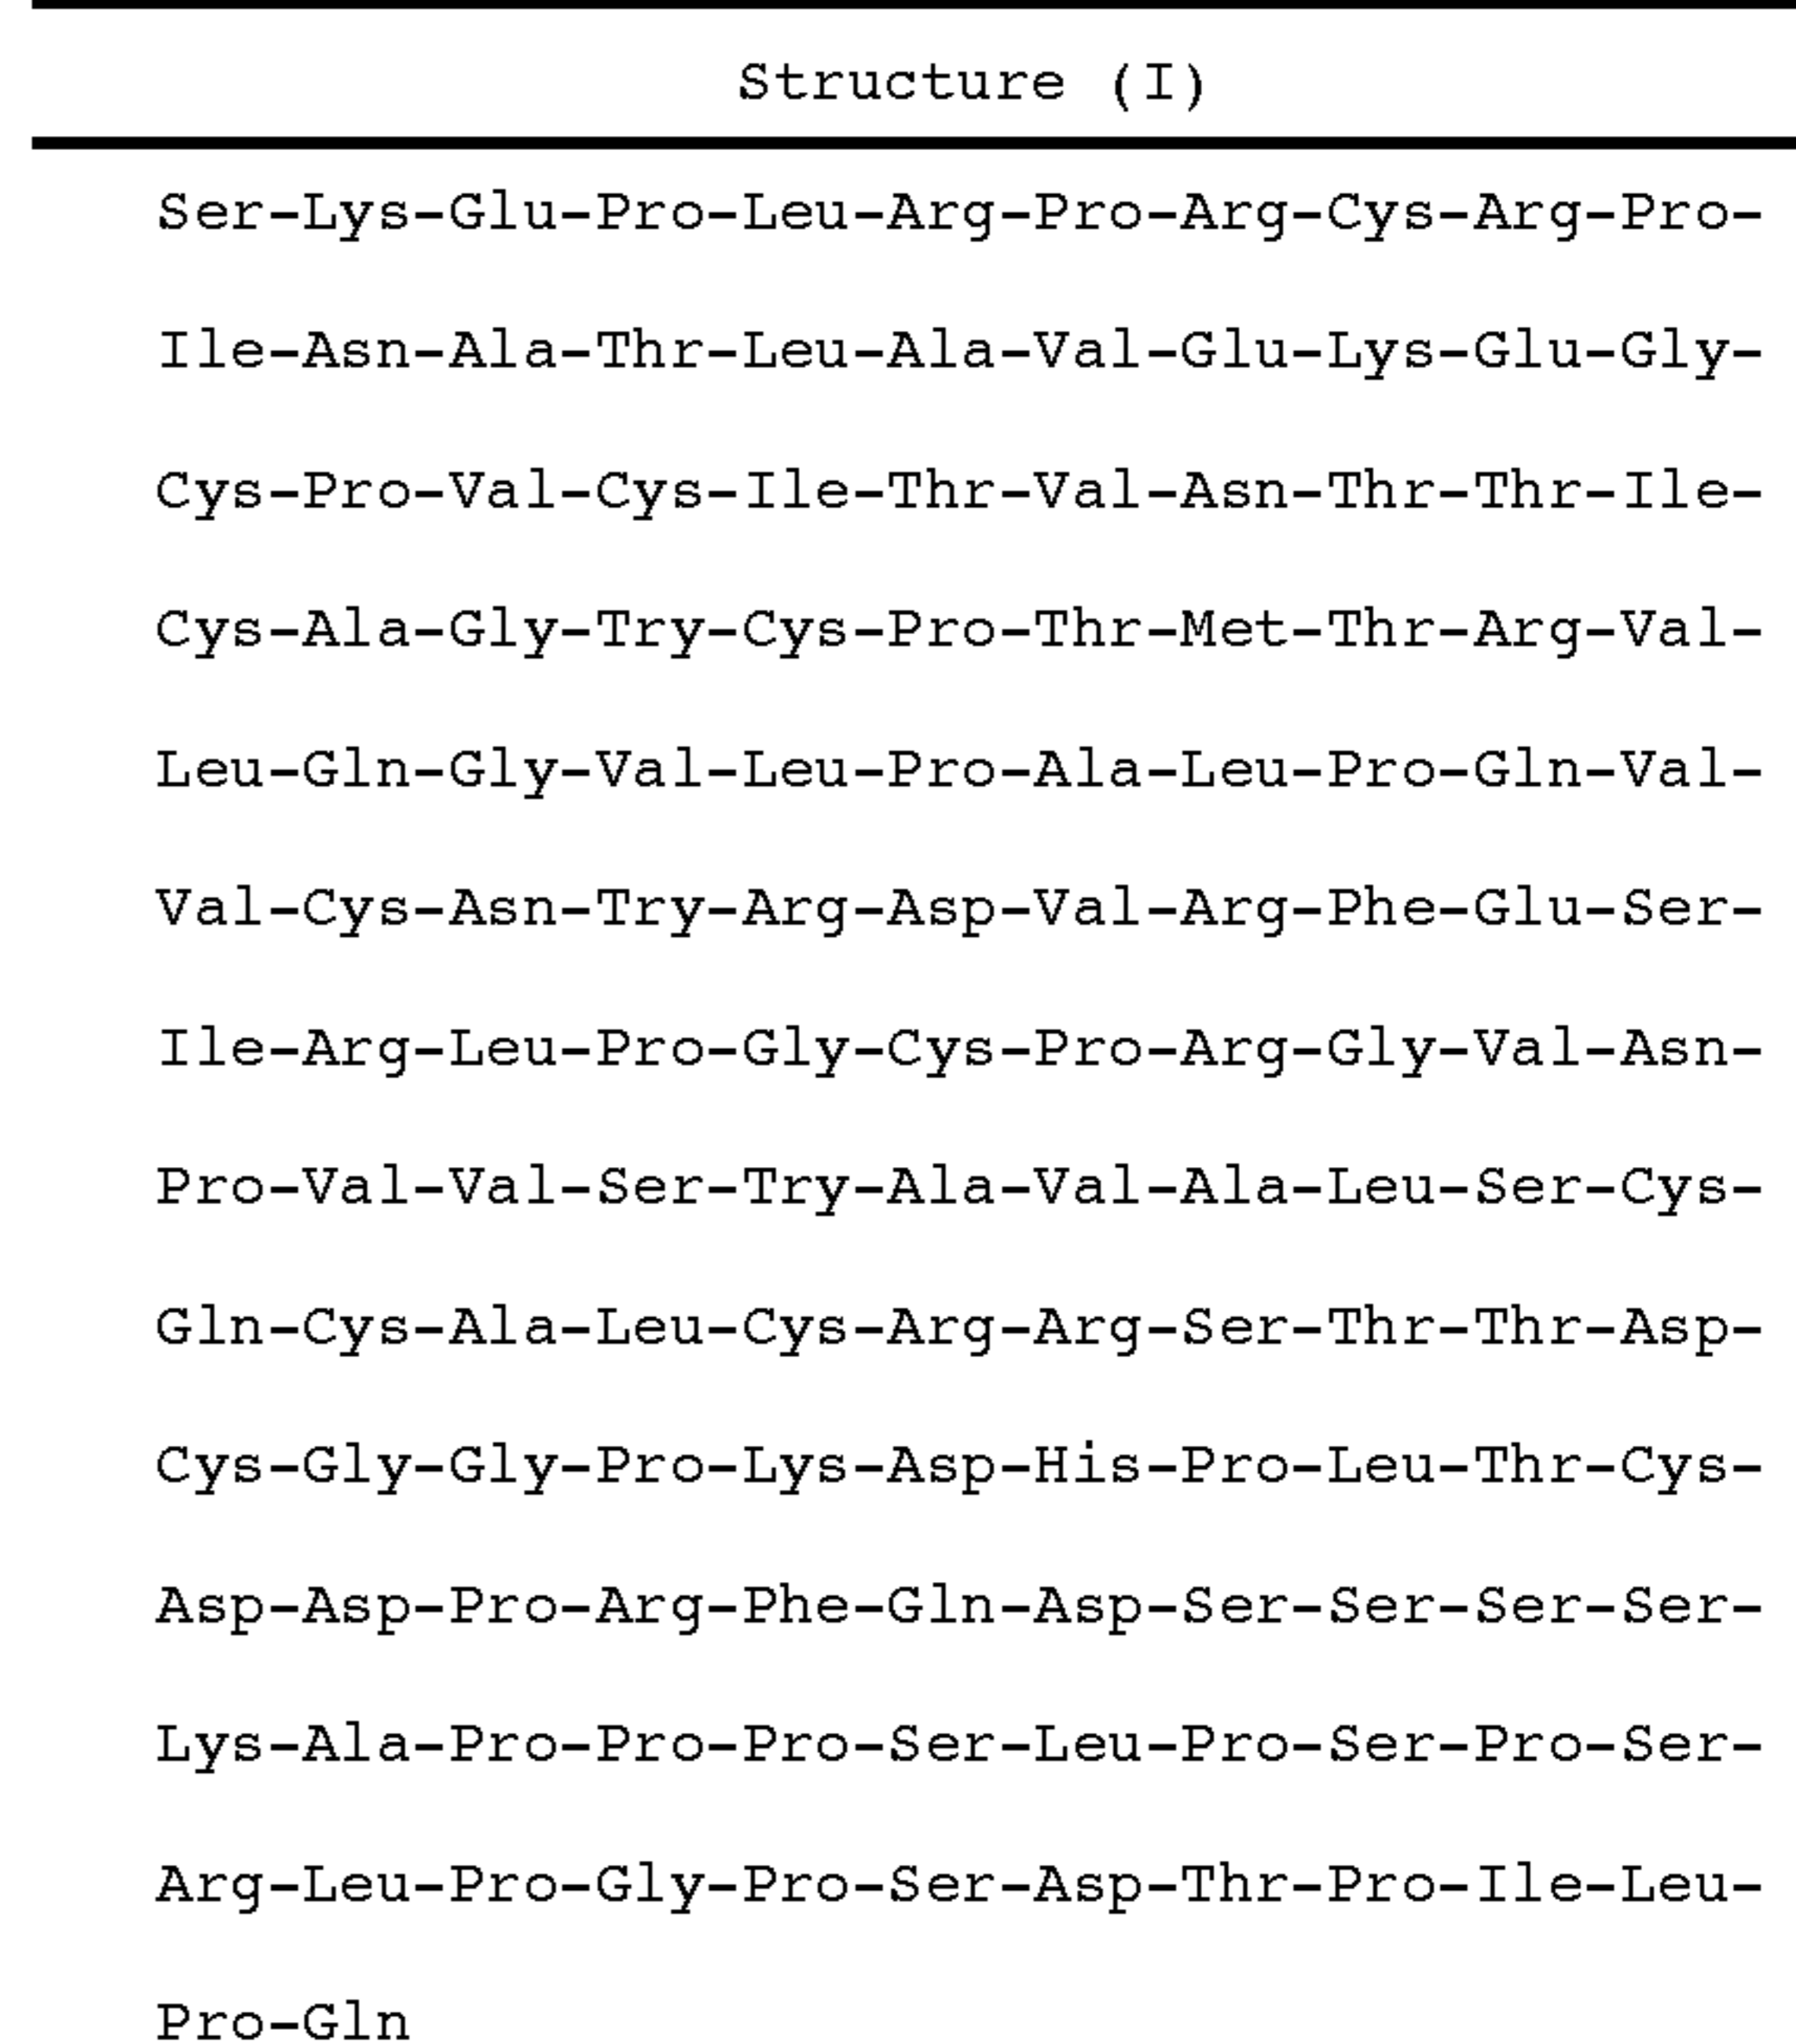 Structure (I)
Ser-Lys-Glu-Pro-Leu-Arg-Pro-Arg-Cys-Arg-Pro-
Ile-Asn-Ala-Thr-Leu-Ala-Val-Glu-Lys-Glu-Gly-
Cys-Pro-Val-Cys-Ile-Thr-Val-Asn-Thr-Thr-Ile-
Cys-Ala-Gly-Try-Cys-Pro-Thr-Met-Thr-Arg-Val-
Leu-Gln-Gly-Val-Leu-Pro-Ala-Leu-Pro-Gln-Val-
Val-Cys-Asn-Try-Arg-Asp-Val-Arg-Phe-Glu-Ser-
Ile-Arg-Leu-Pro-Gly-Cys-Pro-Arg-Gly-Val-Asn-
Pro-Val-Val-Ser-Try-Ala-Val-Ala-Leu-Ser-Cys-
Gln-Cys-Ala-Leu-Cys-Arg-Arg-Ser-Thr-Thr-Asp-
Cys-Gly-Gly-Pro-Lys-Asp-His-Pro-Leu-Thr-Cys-
Asp-Asp-Pro-Arg-Phe-Gln-Asp-Ser-Ser-Ser-Ser-
Lys-Ala-Pro-Pro-Pro-Ser-Leu-Pro-Ser-Pro-Ser-
Arg-Leu-Pro-Gly-Pro-Ser-Asp-Thr-Pro-Ile-Leu-
Pro-Gln